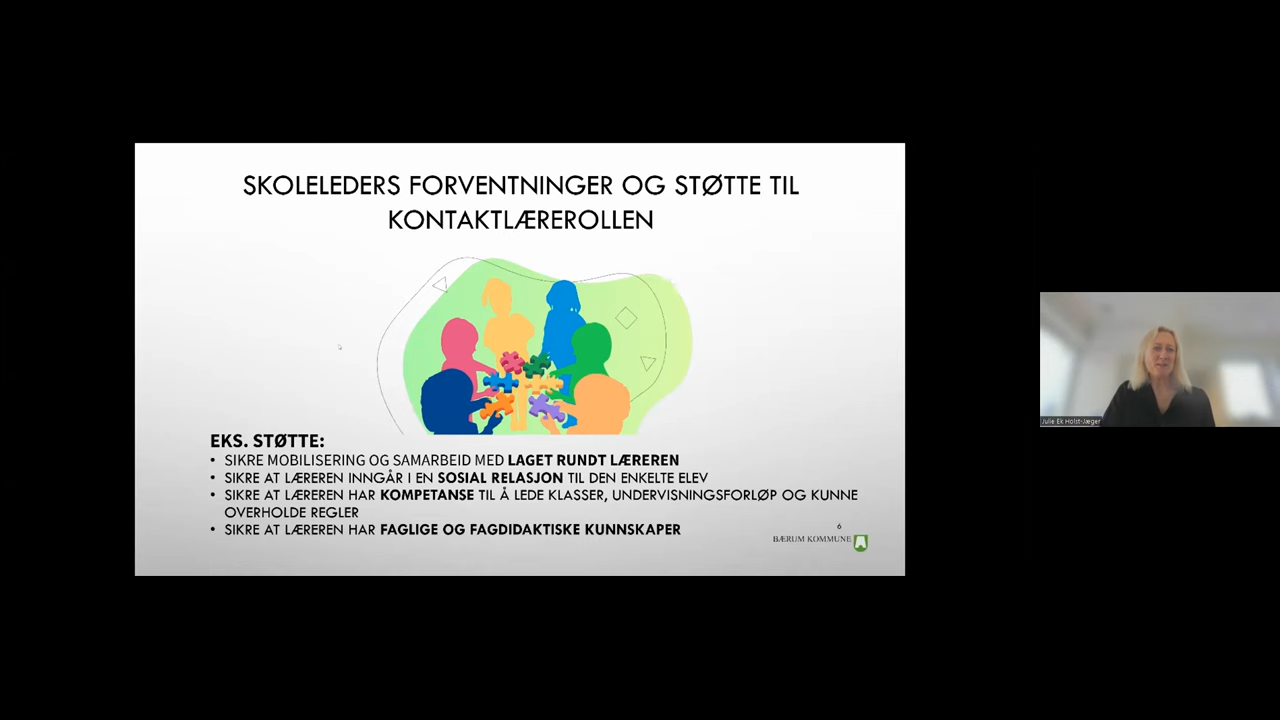 SKOLELEDERS FORVENTNINGER OG STØTTE TIL
KONTAKTLÆREROLLEN
EKS. STØTTE:
• SIKRE MOBILISERING OG SAMARBEID MED LAGET RUNDT LÆREREN
• SIKRE AT LÆREREN INNGÅR I EN SOSIAL RELASJON TIL DEN ENKELTE ELEV
• SIKRE AT LÆREREN HAR KOMPETANSE TIL Å LEDE KLASSER, UNDERVISNINGSFORLØP OG KUNNE
OVERHOLDE REGLER
• SIKRE AT LÆREREN HAR FAGLIGE OG FAGDIDAKTISKE KUNNSKAPER
6
BÆRUM KOMMUNE
Julie Ek Holst-Jæger